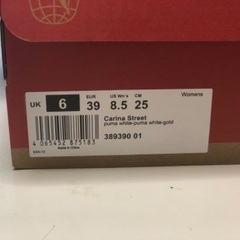 EUR US Wn's CM Womens
UK 6 39 8.5 25
Carina Street
puma white-puma white-gold
389390 01
4 065452 875183
Made in China